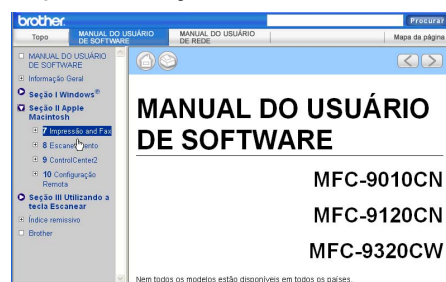 brother.
Procurar
Topo
MANUAL DO USUÁRIO
DE SOFTWARE
MANUAL DO USUÁRIO
DE REDE
Mapa da página
MANUAL DO USUÁRIO
DE SOFTWARE
Informação Geral
Seção I Windows®
Seção II Apple
Macintosh
7 Impressão and Fax
8 Escaneamento
9 ControlCenter2
10 Configuração
Remota
Seção III Utilizando a
tecla Escanear
Índice remissivo
Brother
MANUAL DO USUÁRIO
DE SOFTWARE
MFC-9010CN
MFC-9120CN
MFC-9320CW
Nem todos os modelos estão disponíveis em todos os países.